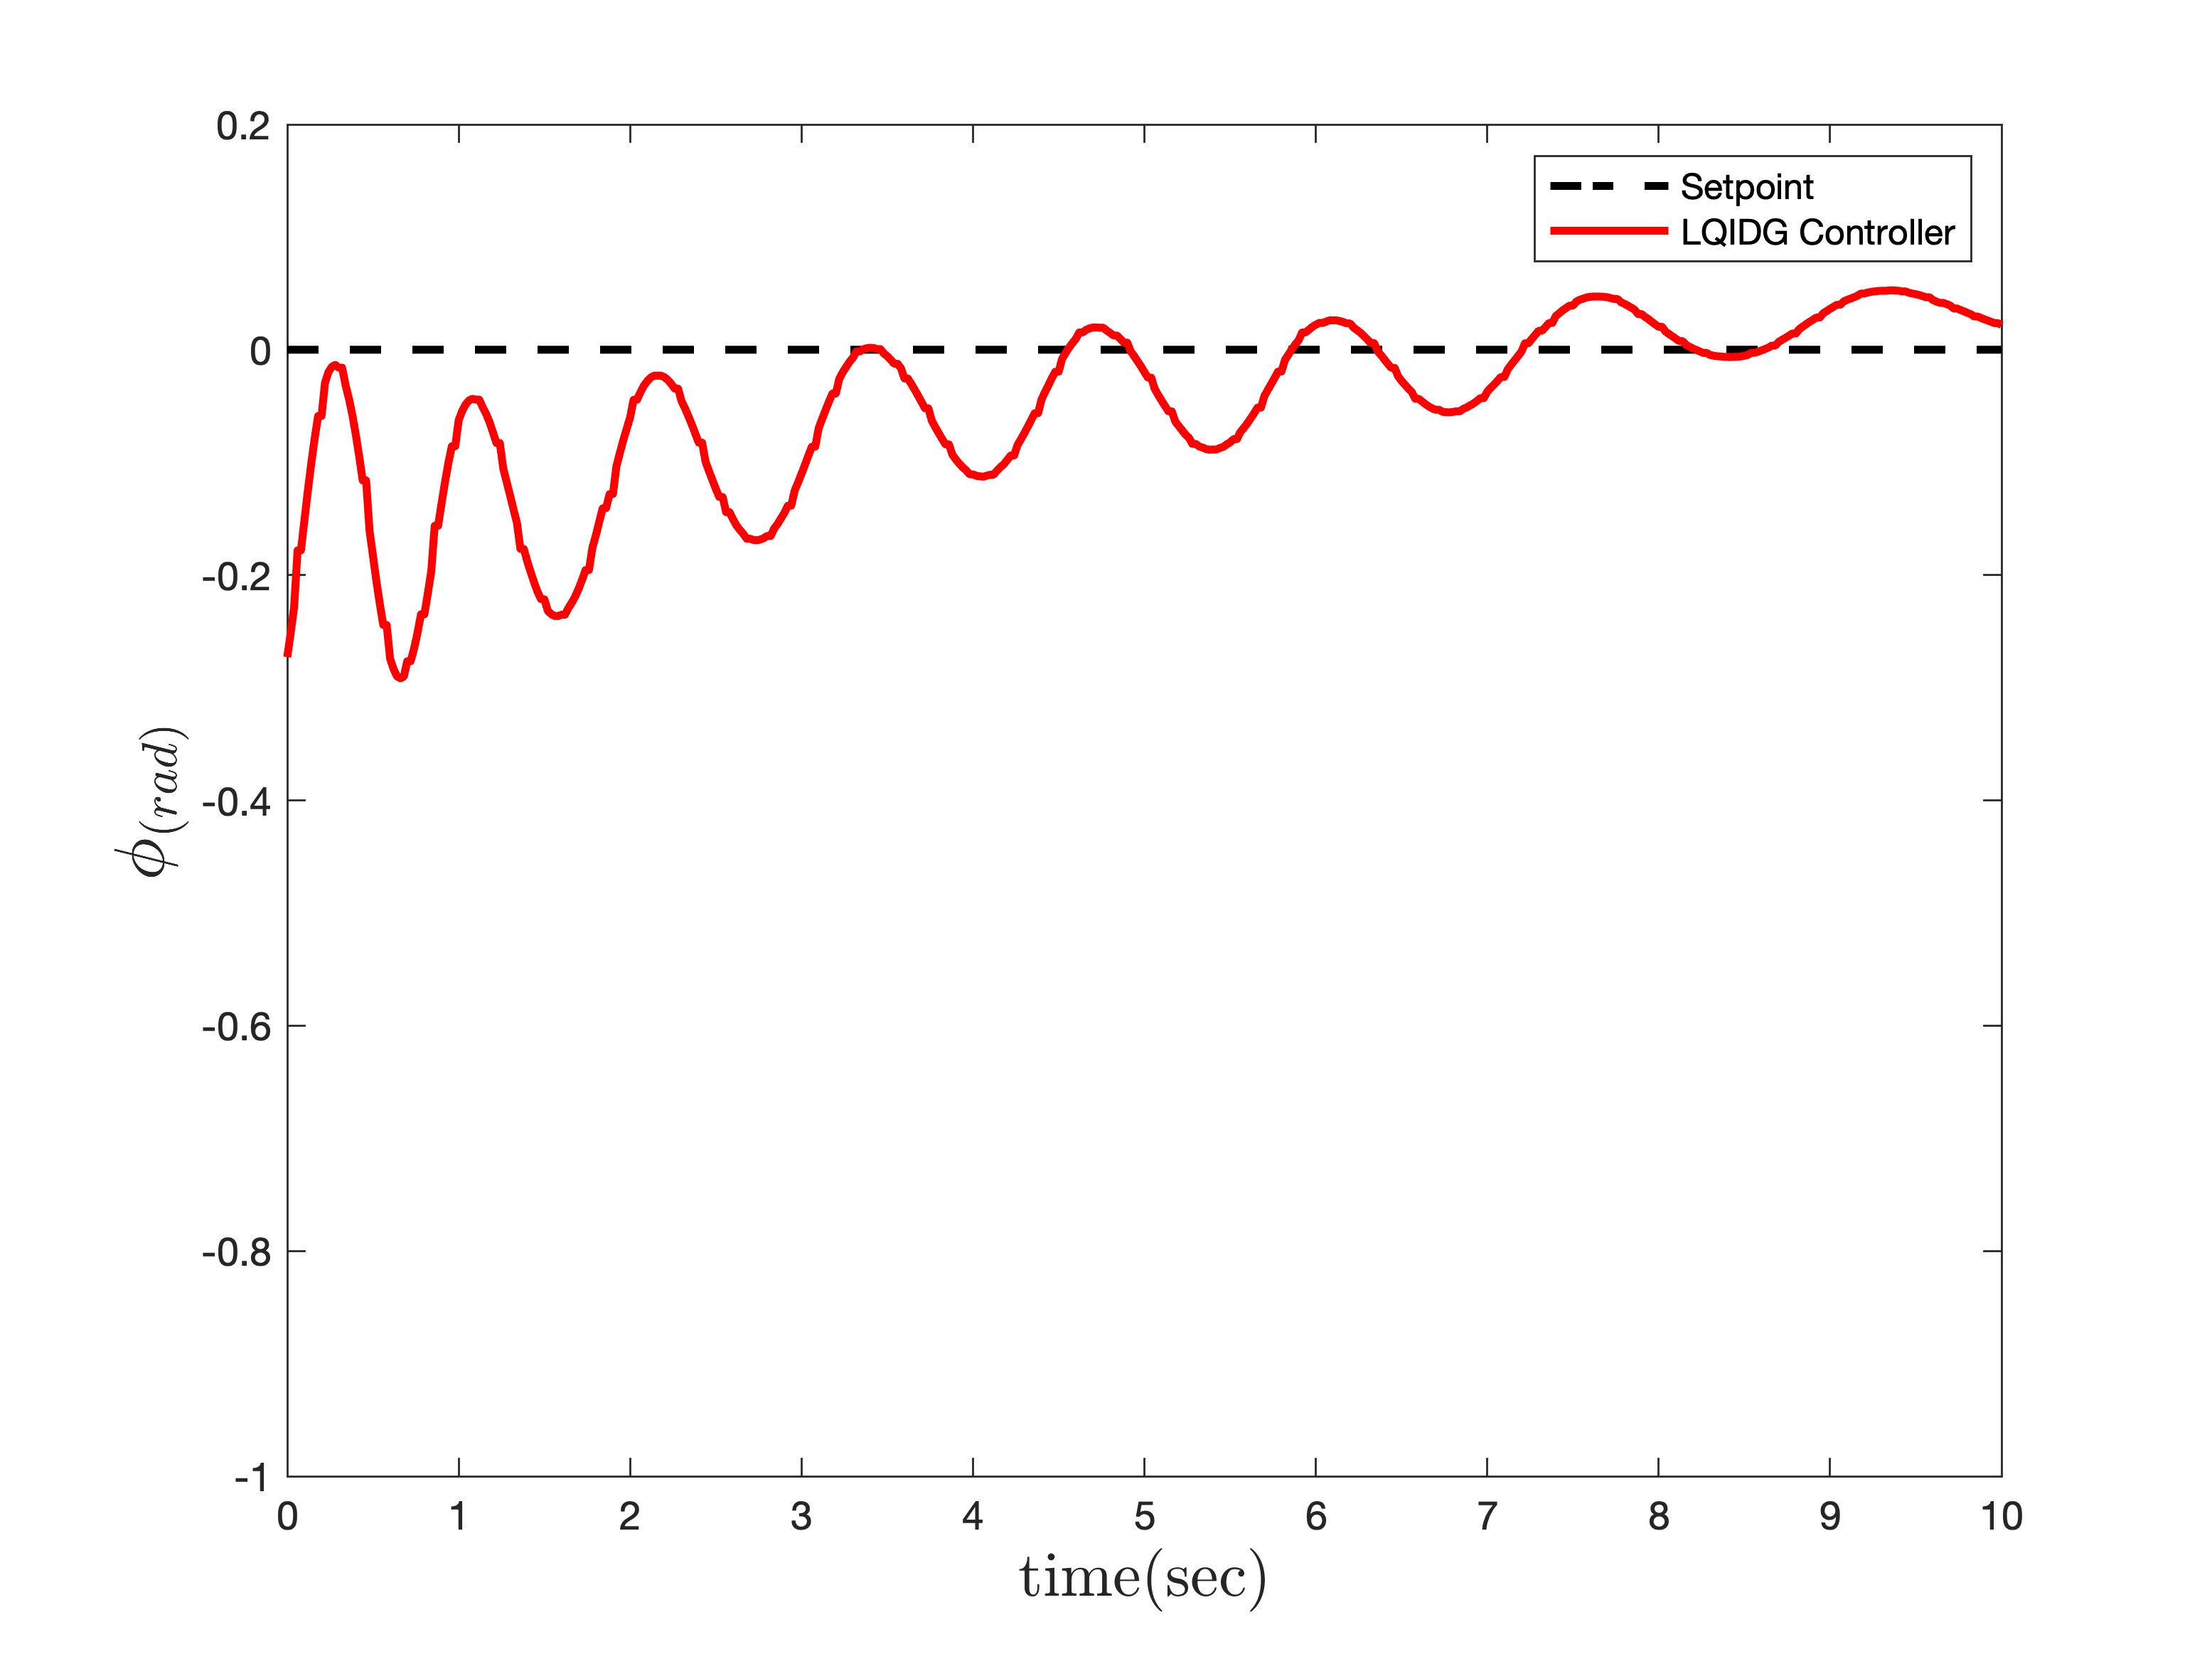 0.2
0
-0.2
-0.4
-0.6
-0.8
-1
ϕ(rad)
Setpoint
LQIDG Controller
0 1 2 3 4 5 6 7 8 9 10
time(sec)